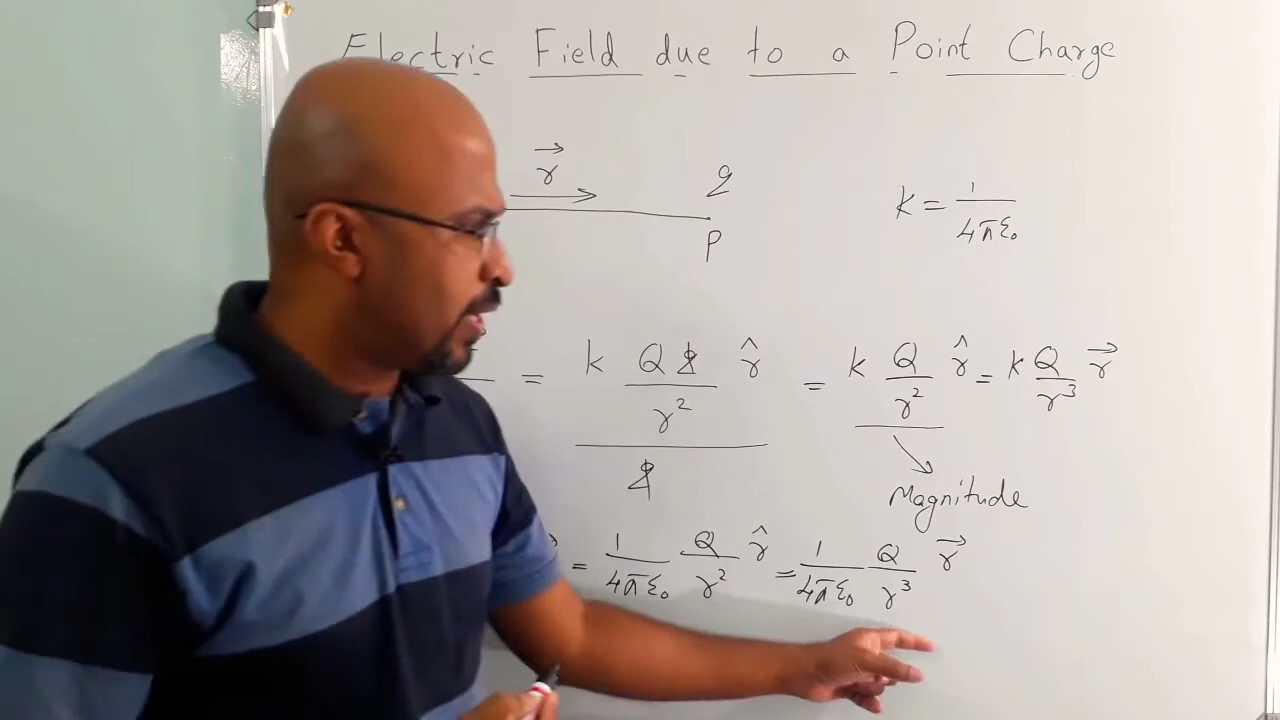 Electric Field due to a Point Charge
r⃗
q
P
k = 1/4πε₀
= k Qq/r² r̂ / q = k Q/r² r̂ = k Q/r³ r⃗
Magnitude
= 1/4πε₀ Q/r² r̂ = 1/4πε₀ Q/r³ r⃗